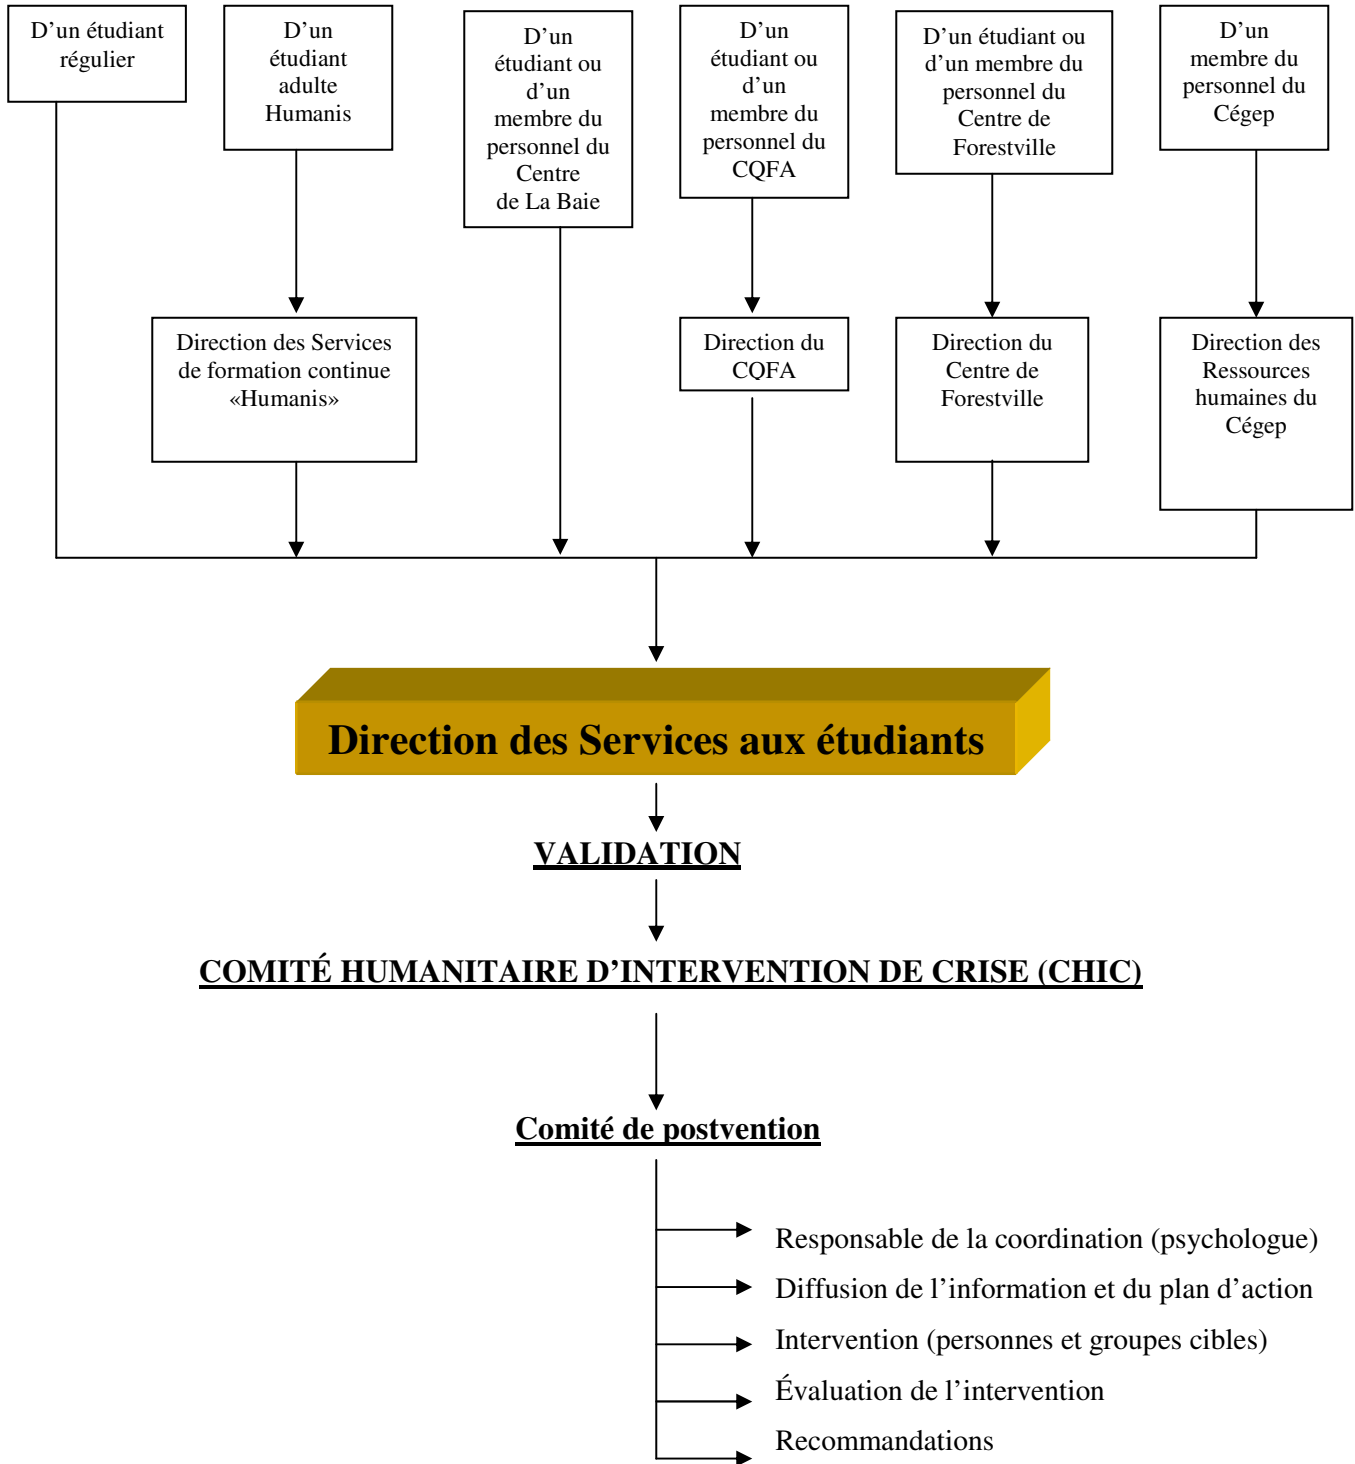 D’un étudiant
régulier
D’un
étudiant
adulte
Humanis
D’un
étudiant ou
d’un
membre du
personnel du
Centre
de La Baie
D’un
étudiant ou
d’un
membre du
personnel du
CQFA
D’un étudiant ou
d’un membre du
personnel du
Centre de
Forestville
D’un
membre du
personnel du
Cégep
Direction des Services
de formation continue
«Humanis»
Direction du
CQFA
Direction du
Centre de
Forestville
Direction des
Ressources
humaines du
Cégep
Direction des Services aux étudiants
VALIDATION
COMITÉ HUMANITAIRE D’INTERVENTION DE CRISE (CHIC)
Comité de postvention
Responsable de la coordination (psychologue)
Diffusion de l’information et du plan d’action
Intervention (personnes et groupes cibles)
Évaluation de l’intervention
Recommandations